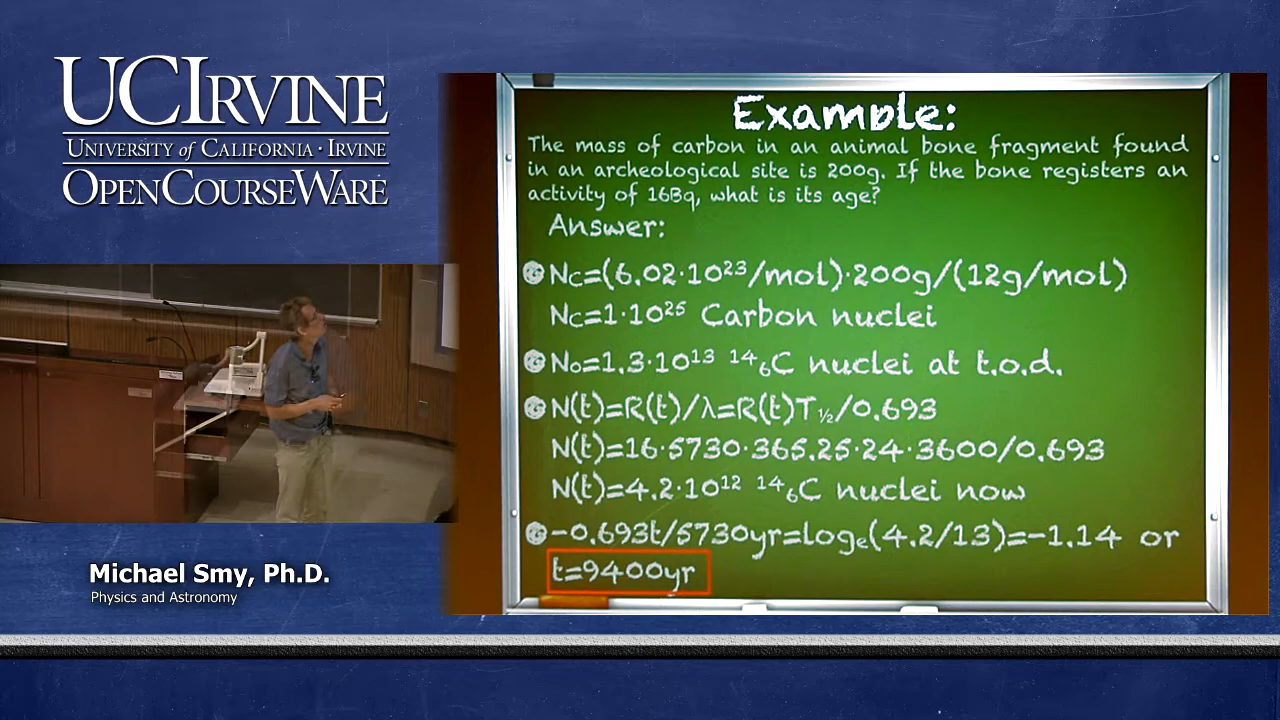 UCIRVINE
UNIVERSITY of CALIFORNIA · IRVINE
OPENCOURSEWARE
Example:
The mass of carbon in an animal bone fragment found
in an archeological site is 200g. If the bone registers an
activity of 16Bq, what is its age?
Answer:
Nc=(6.02·10²³/mol)·200g/(12g/mol)
Nc=1·10²⁵ Carbon nuclei
N₀=1.3·10¹³ ¹⁴₆C nuclei at t.o.d.
N(t)=R(t)/λ=R(t)T½/0.693
N(t)=16·5730·365.25·24·3600/0.693
N(t)=4.2·10¹² ¹⁴₆C nuclei now
-0.693t/5730yr=logₑ(4.2/13)=-1.14 or
t=9400yr
Michael Smy, Ph.D.
Physics and Astronomy